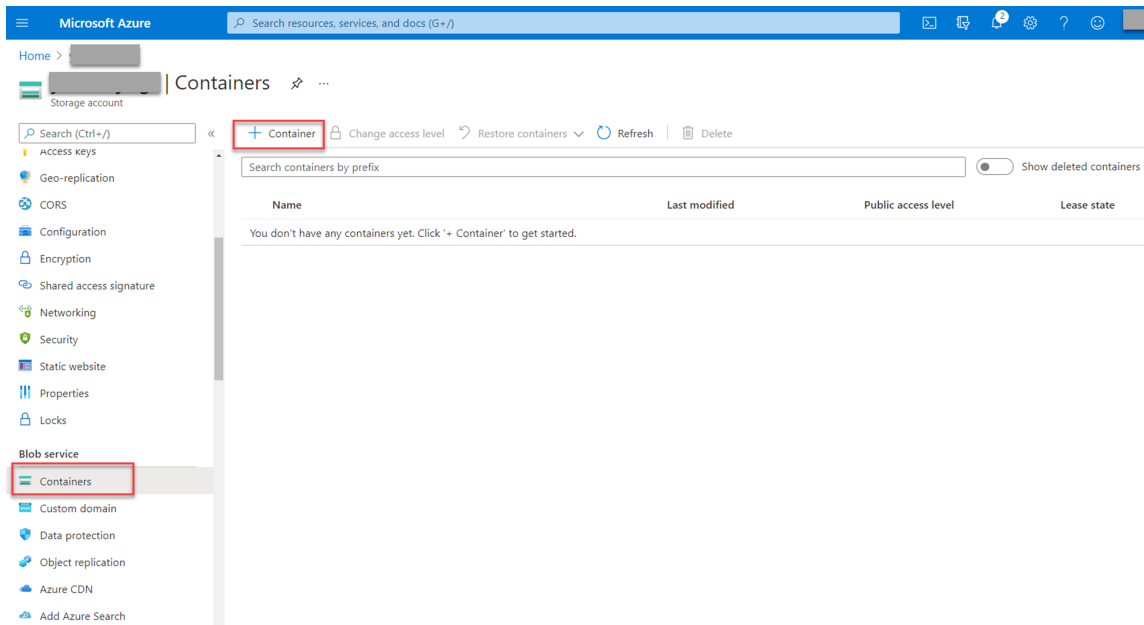 Microsoft Azure
Search resources, services, and docs (G+/)
2
Home >
| Containers
Storage account
Search (Ctrl+/)
«
+ Container
Change access level
Restore containers
Refresh
Delete
Access keys
Search containers by prefix
Show deleted containers
Geo-replication
CORS
Name Last modified Public access level Lease state
Configuration
You don't have any containers yet. Click '+ Container' to get started.
Encryption
Shared access signature
Networking
Security
Static website
Properties
Locks
Blob service
Containers
Custom domain
Data protection
Object replication
Azure CDN
Add Azure Search